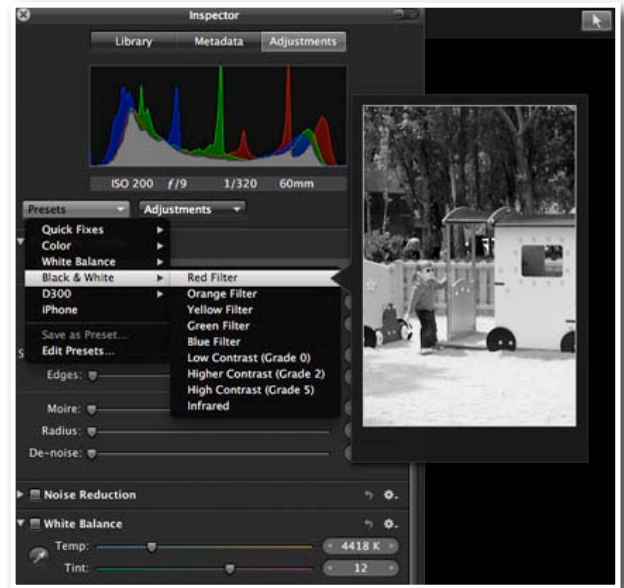 Inspector
Library Metadata Adjustments
ISO 200 f/9 1/320 60mm
Presets Adjustments
Quick Fixes
Color
White Balance
Black & White
D300
iPhone
Save as Preset...
Edit Presets...
Red Filter
Orange Filter
Yellow Filter
Green Filter
Blue Filter
Low Contrast (Grade 0)
Higher Contrast (Grade 2)
High Contrast (Grade 5)
Infrared
S
Edges:
Moire:
Radius:
De-noise:
Noise Reduction
White Balance
Temp: 4418 K
Tint: 12